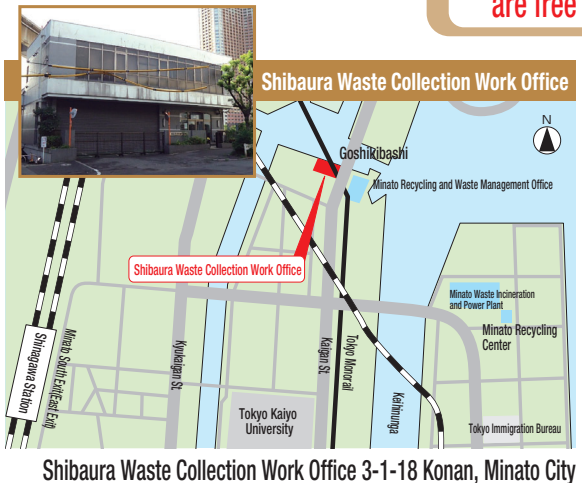 are free
Shibaura Waste Collection Work Office
N
Goshikibashi
Minato Recycling and Waste Management Office
Shibaura Waste Collection Work Office
Minato Waste Incineration
and Power Plant
Minato Recycling
Center
Shinagawa Station
Minato South Exit(East Exit)
Kyukaigan St.
Kaigan St.
Tokyo Monorail
Keihinunga
Tokyo Kaiyo
University
Tokyo Immigration Bureau
Shibaura Waste Collection Work Office 3-1-18 Konan, Minato City